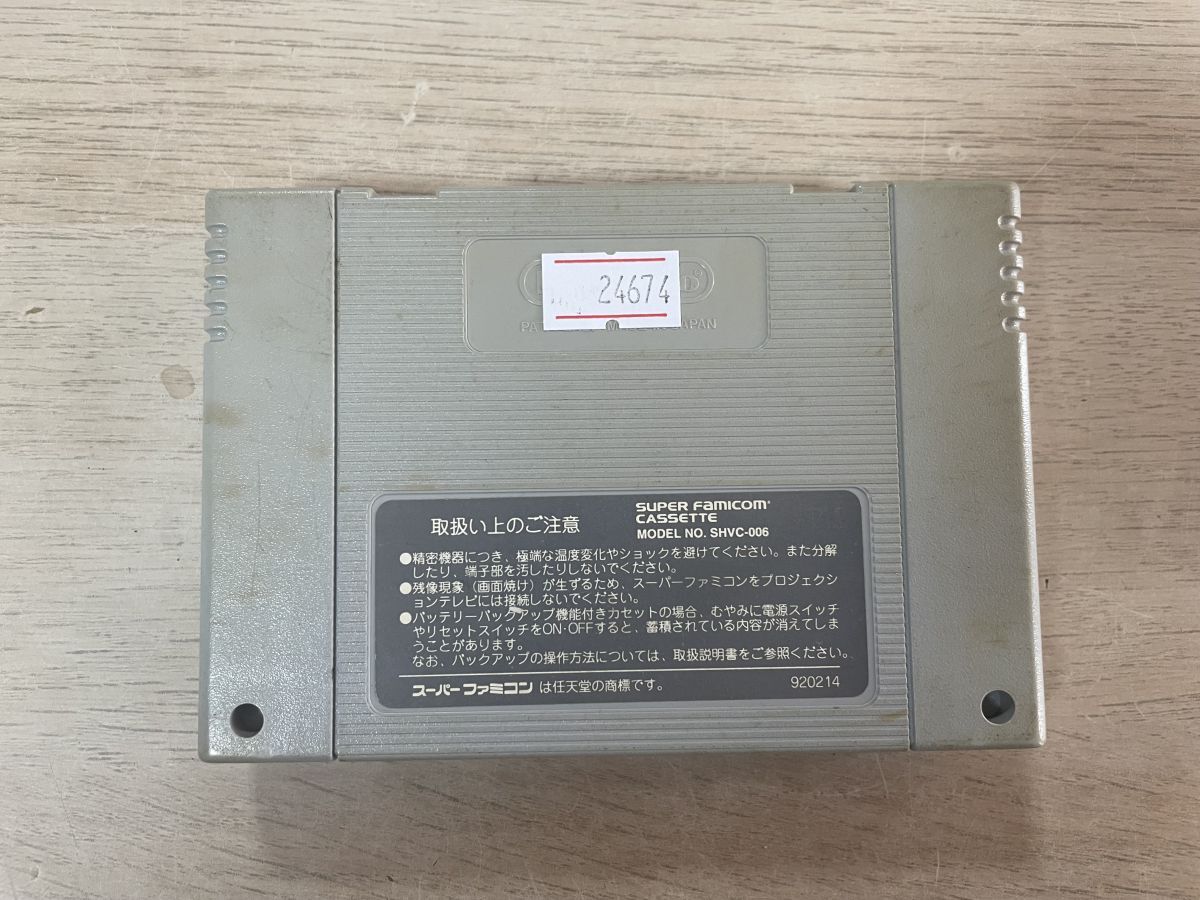 24674
JAPAN
取扱い上のご注意
SUPER FAMICOM
CASSETTE
MODEL NO. SHVC-006
●精密機器につき、極端な温度変化やショックを避けてください。また分解
したり、端子部を汚したりしないでください。
●残像現象(画面焼け)が生ずるため、スーパーファミコンをプロジェクシ
ョンテレビには接続しないでください。
●バッテリーバックアップ機能付きカセットの場合、むやみに電源スイッチ
やリセットスイッチをON·OFFすると、蓄積されている内容が消えてしま
うことがあります。
なお、バックアップの操作方法については、取扱説明書をご参照ください。
スーパーファミコンは任天堂の商標です。
920214